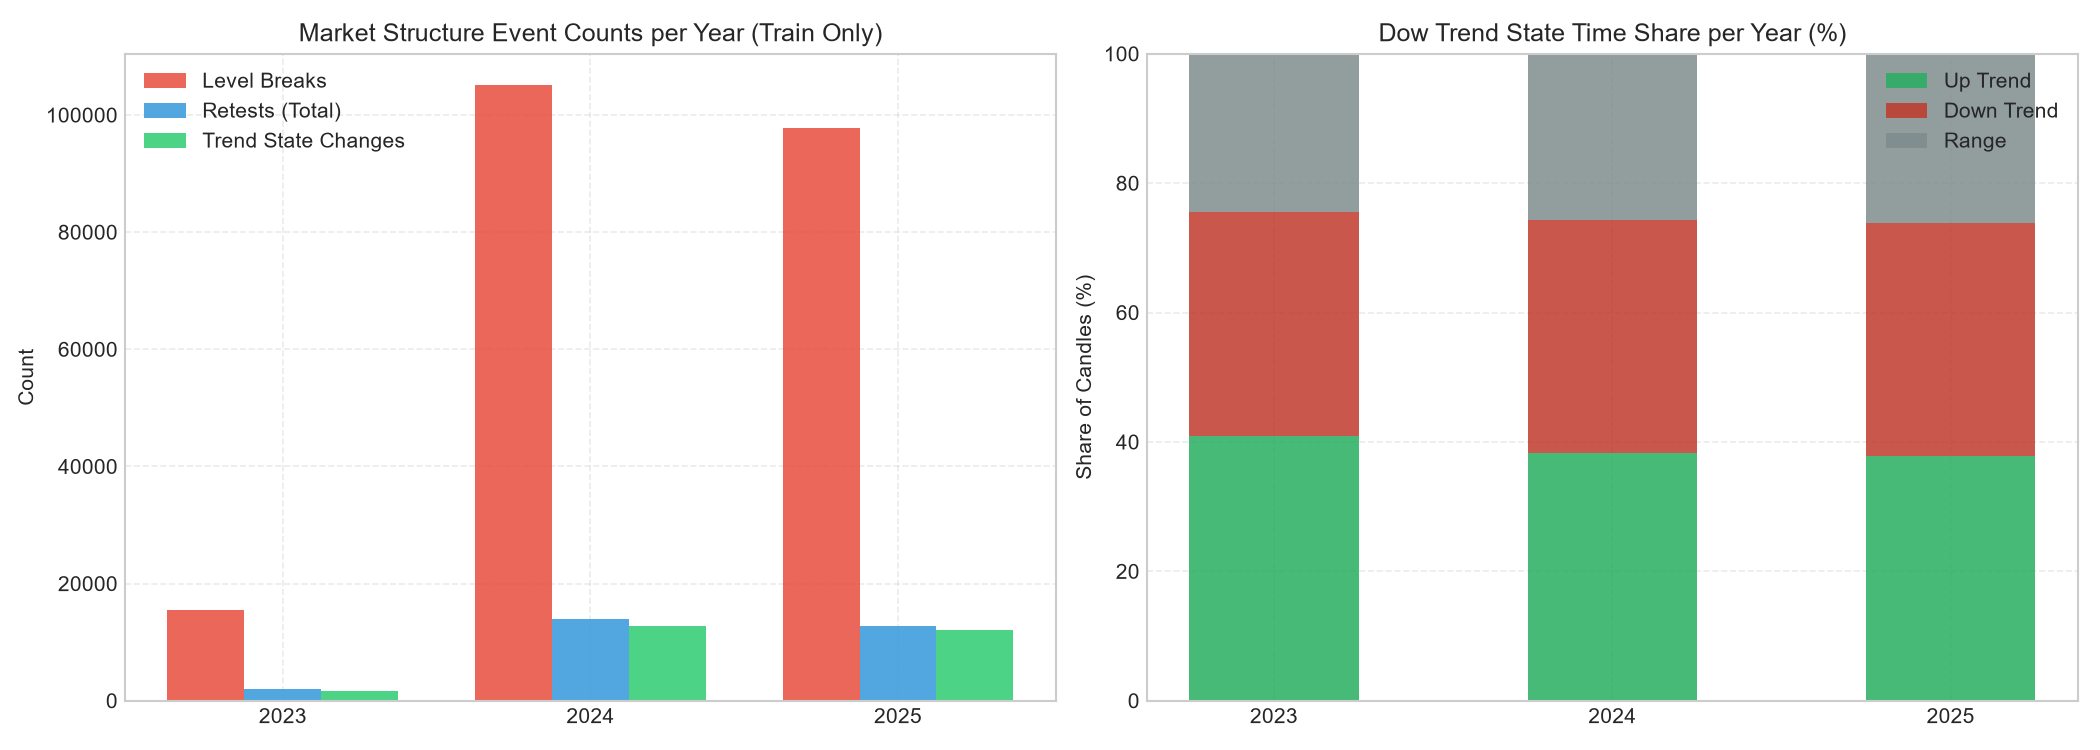 Market Structure Event Counts per Year (Train Only)
Level Breaks
Retests (Total)
Trend State Changes
Count
100000
80000
60000
40000
20000
0
2023
2024
2025
Dow Trend State Time Share per Year (%)
Up Trend
Down Trend
Range
Share of Candles (%)
100
80
60
40
20
0
2023
2024
2025